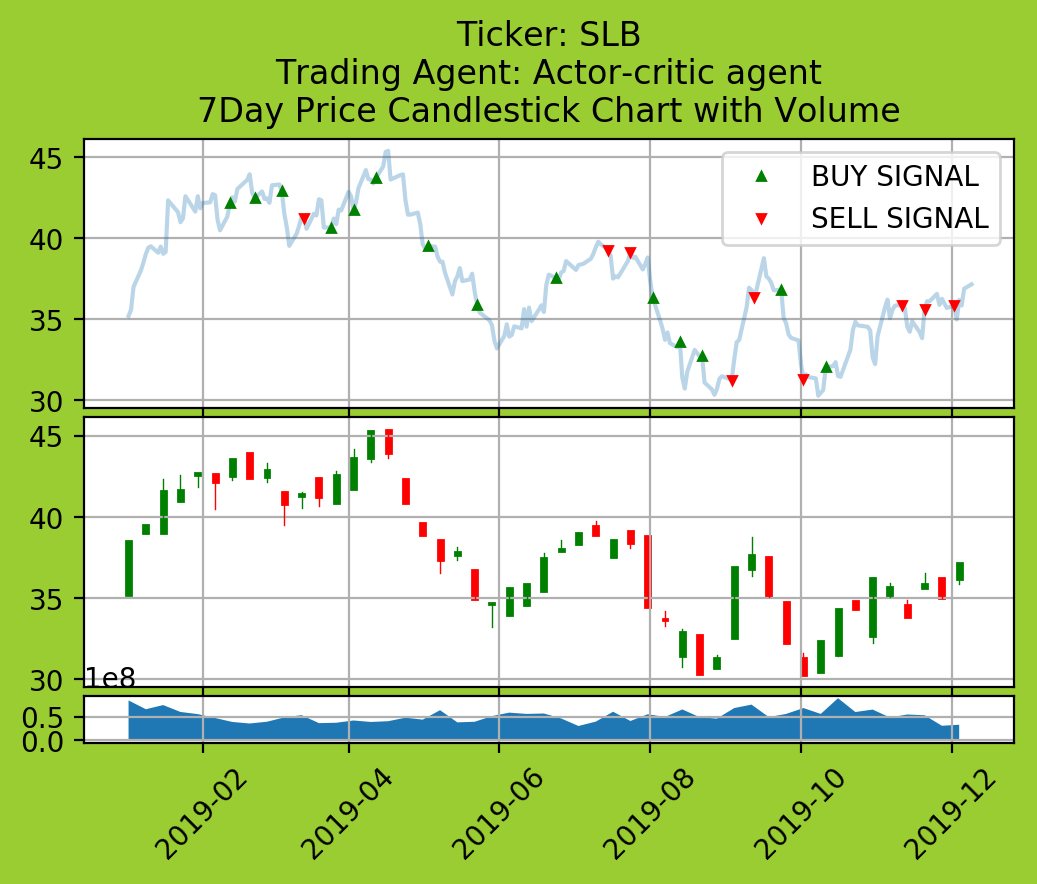 Ticker: SLB
Trading Agent: Actor-critic agent
7Day Price Candlestick Chart with Volume
45
40
35
30
BUY SIGNAL
SELL SIGNAL
45
40
35
30
1e8
0.5
0.0
2019-02
2019-04
2019-06
2019-08
2019-10
2019-12